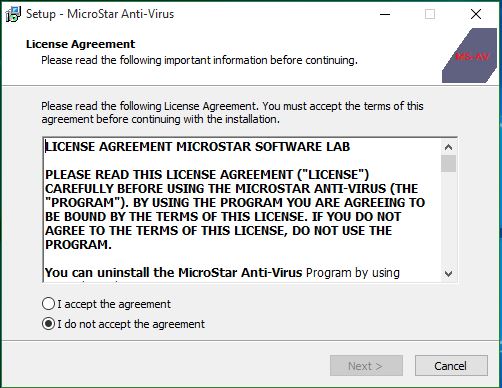 Setup - MicroStar Anti-Virus
License Agreement
Please read the following important information before continuing.
MS AV
Please read the following License Agreement. You must accept the terms of this
agreement before continuing with the installation.
LICENSE AGREEMENT MICROSTAR SOFTWARE LAB
PLEASE READ THIS LICENSE AGREEMENT ("LICENSE")
CAREFULLY BEFORE USING THE MICROSTAR ANTI-VIRUS (THE
"PROGRAM"). BY USING THE PROGRAM YOU ARE AGREEING TO
BE BOUND BY THE TERMS OF THIS LICENSE. IF YOU DO NOT
AGREE TO THE TERMS OF THIS LICENSE, DO NOT USE THE
PROGRAM.
You can uninstall the MicroStar Anti-Virus Program by using
I accept the agreement
I do not accept the agreement
Next >
Cancel